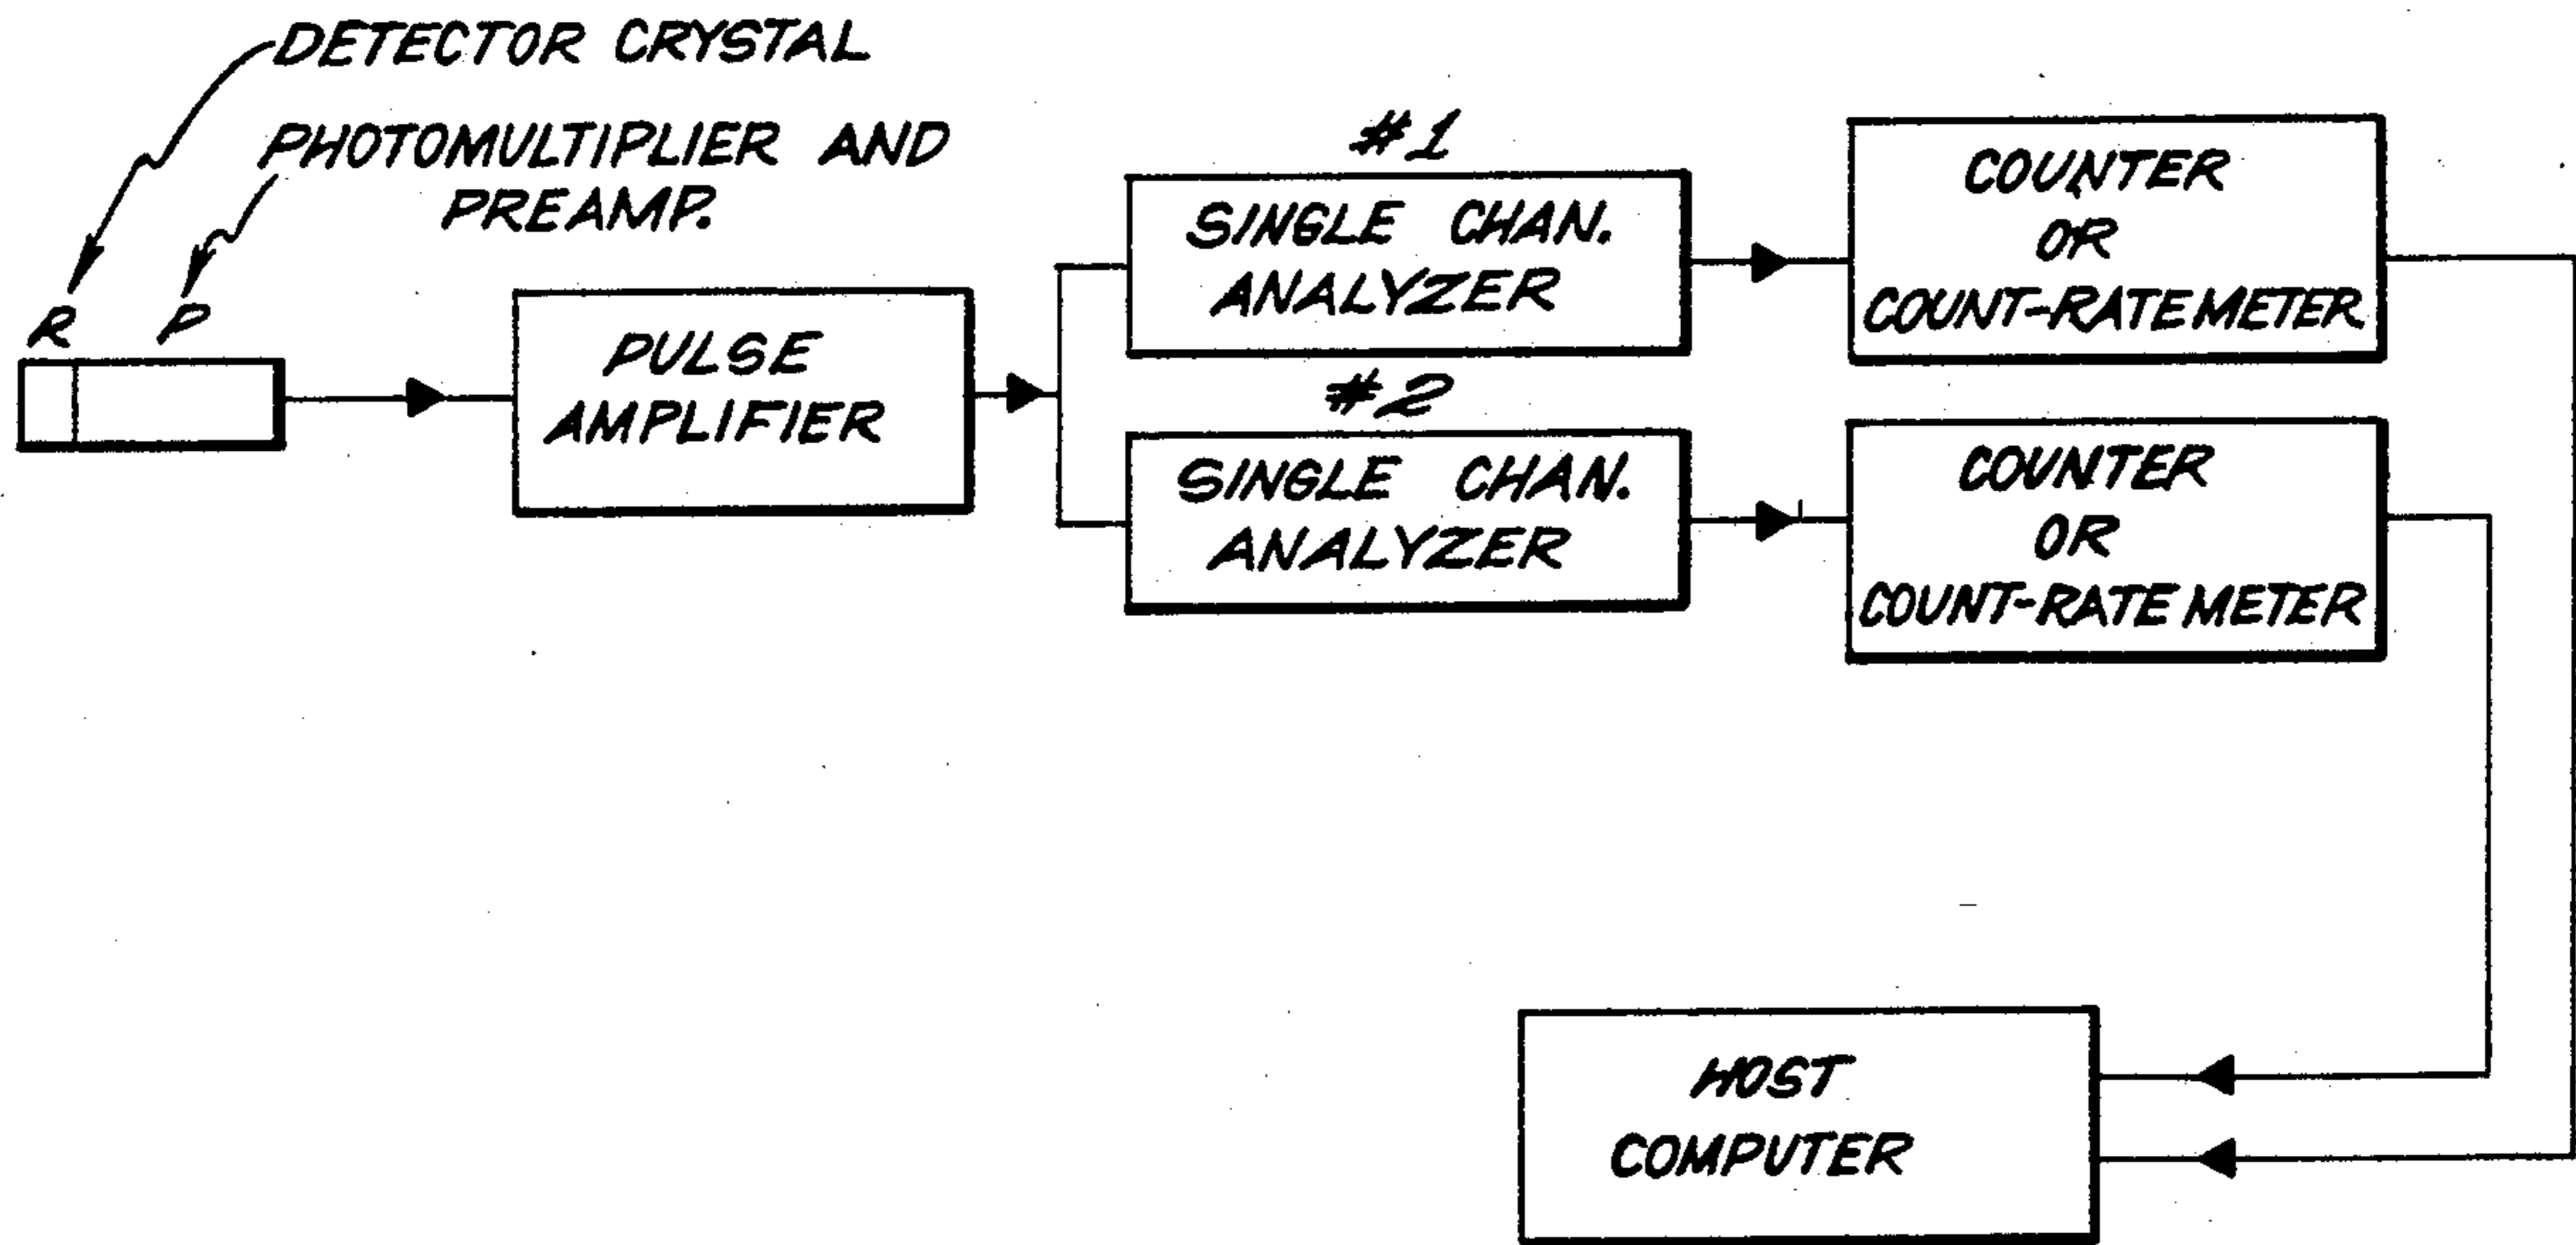 DETECTOR CRYSTAL
PHOTOMULTIPLIER AND
PREAMP.
R P
PULSE
AMPLIFIER
#1
SINGLE CHAN.
ANALYZER
COUNTER
OR
COUNT-RATE METER
#2
SINGLE CHAN.
ANALYZER
COUNTER
OR
COUNT-RATE METER
HOST
COMPUTER